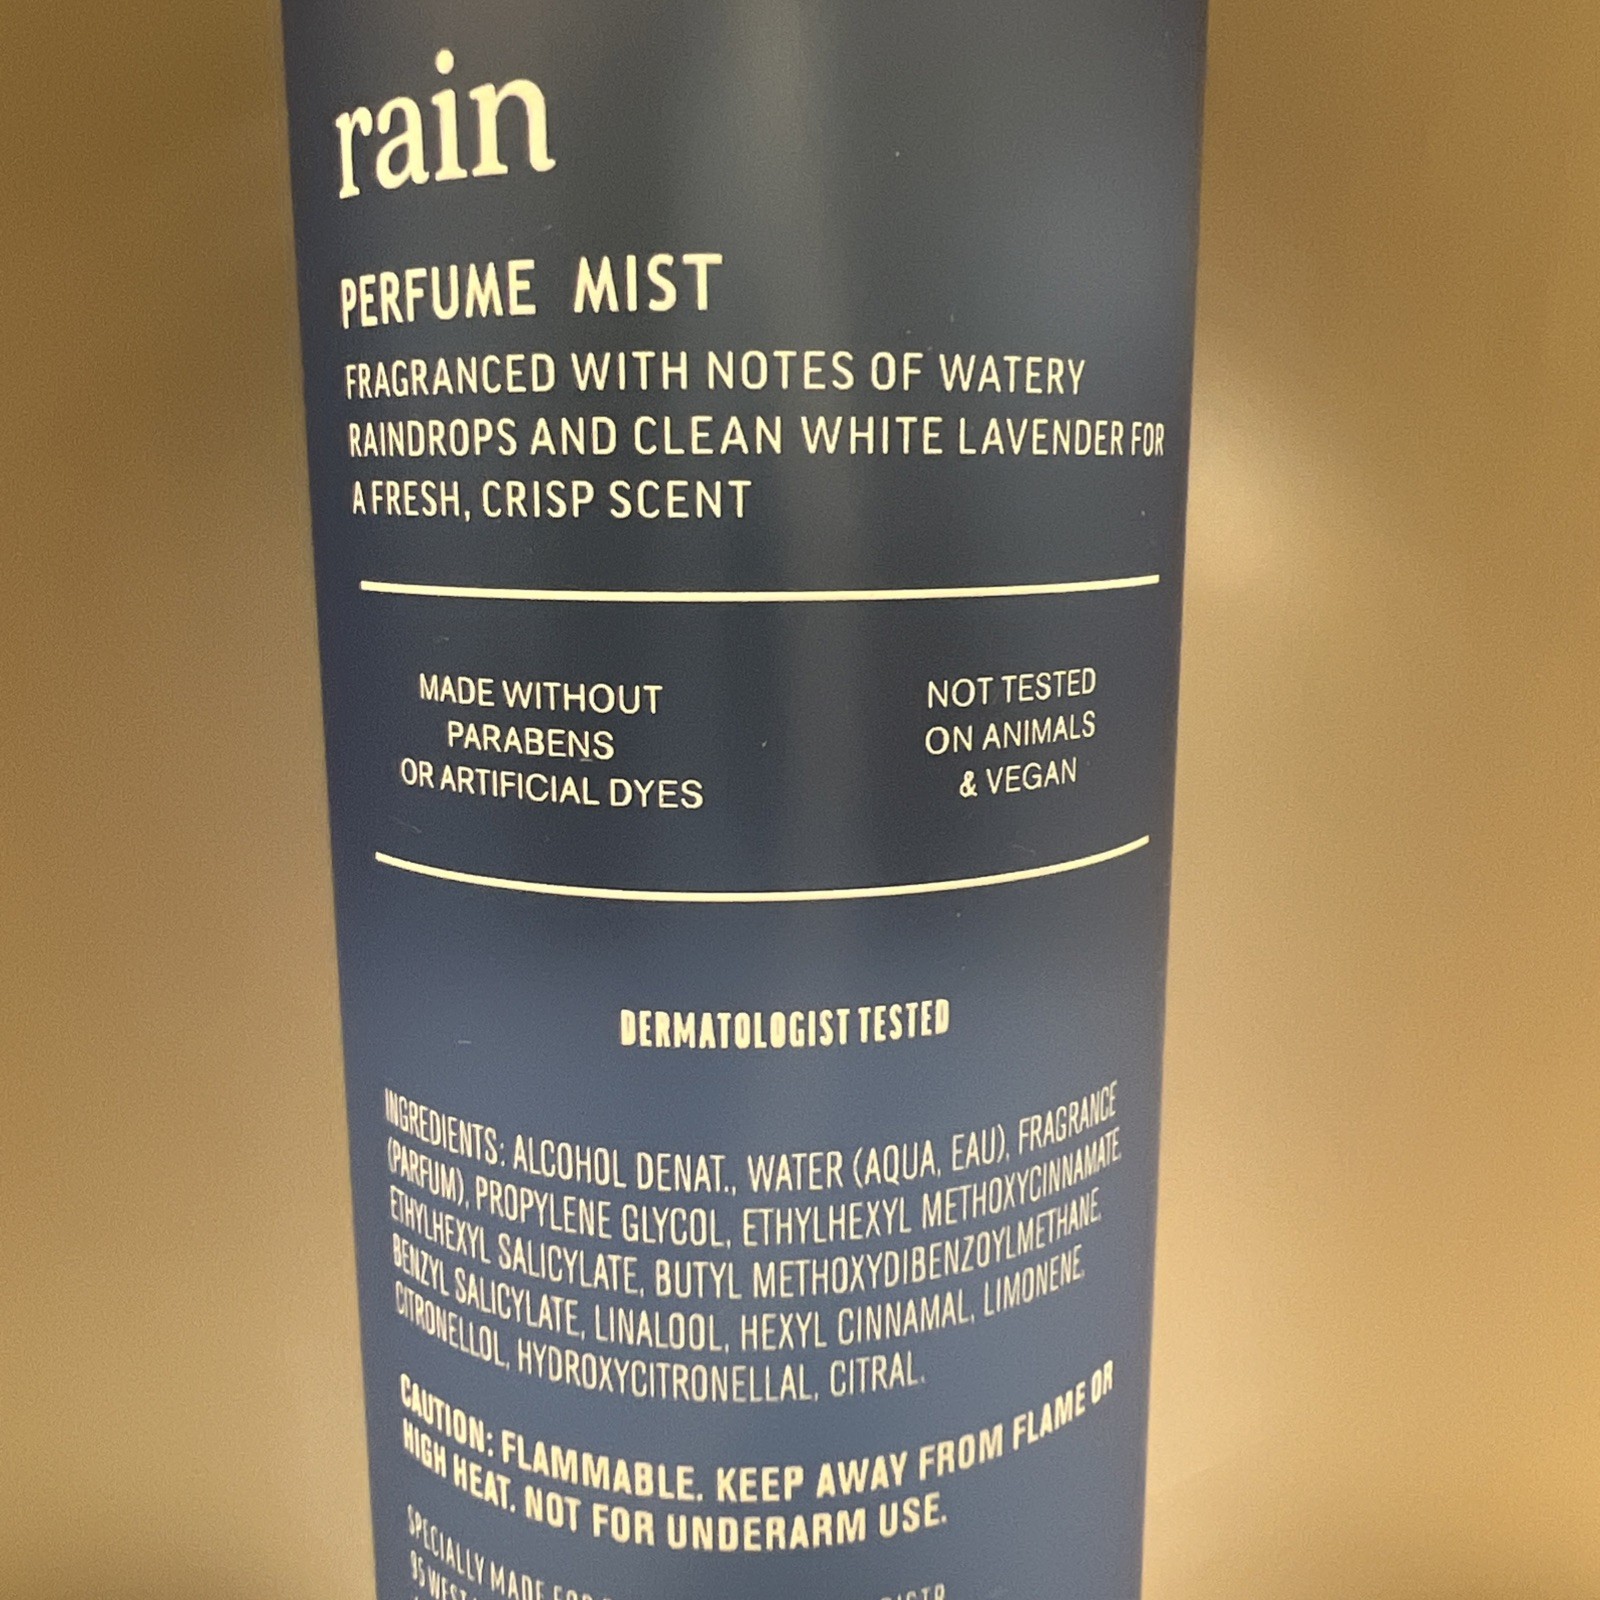 rain
PERFUME MIST
FRAGRANCED WITH NOTES OF WATERY
RAINDROPS AND CLEAN WHITE LAVENDER FOR
A FRESH, CRISP SCENT
MADE WITHOUT
PARABENS
OR ARTIFICIAL DYES
NOT TESTED
ON ANIMALS
& VEGAN
DERMATOLOGIST TESTED
INGREDIENTS: ALCOHOL DENAT., WATER (AQUA, EAU), FRAGRANCE
(PARFUM), PROPYLENE GLYCOL, ETHYLHEXYL METHOXYCINNAMATE,
ETHYLHEXYL SALICYLATE, BUTYL METHOXYDIBENZOYLMETHANE,
BENZYL SALICYLATE, LINALOOL, HEXYL CINNAMAL, LIMONENE,
CITRONELLOL, HYDROXYCITRONELLAL, CITRAL.
CAUTION: FLAMMABLE. KEEP AWAY FROM FLAME OR
HIGH HEAT. NOT FOR UNDERARM USE.
SPECIALLY MADE FOR
95 WEST